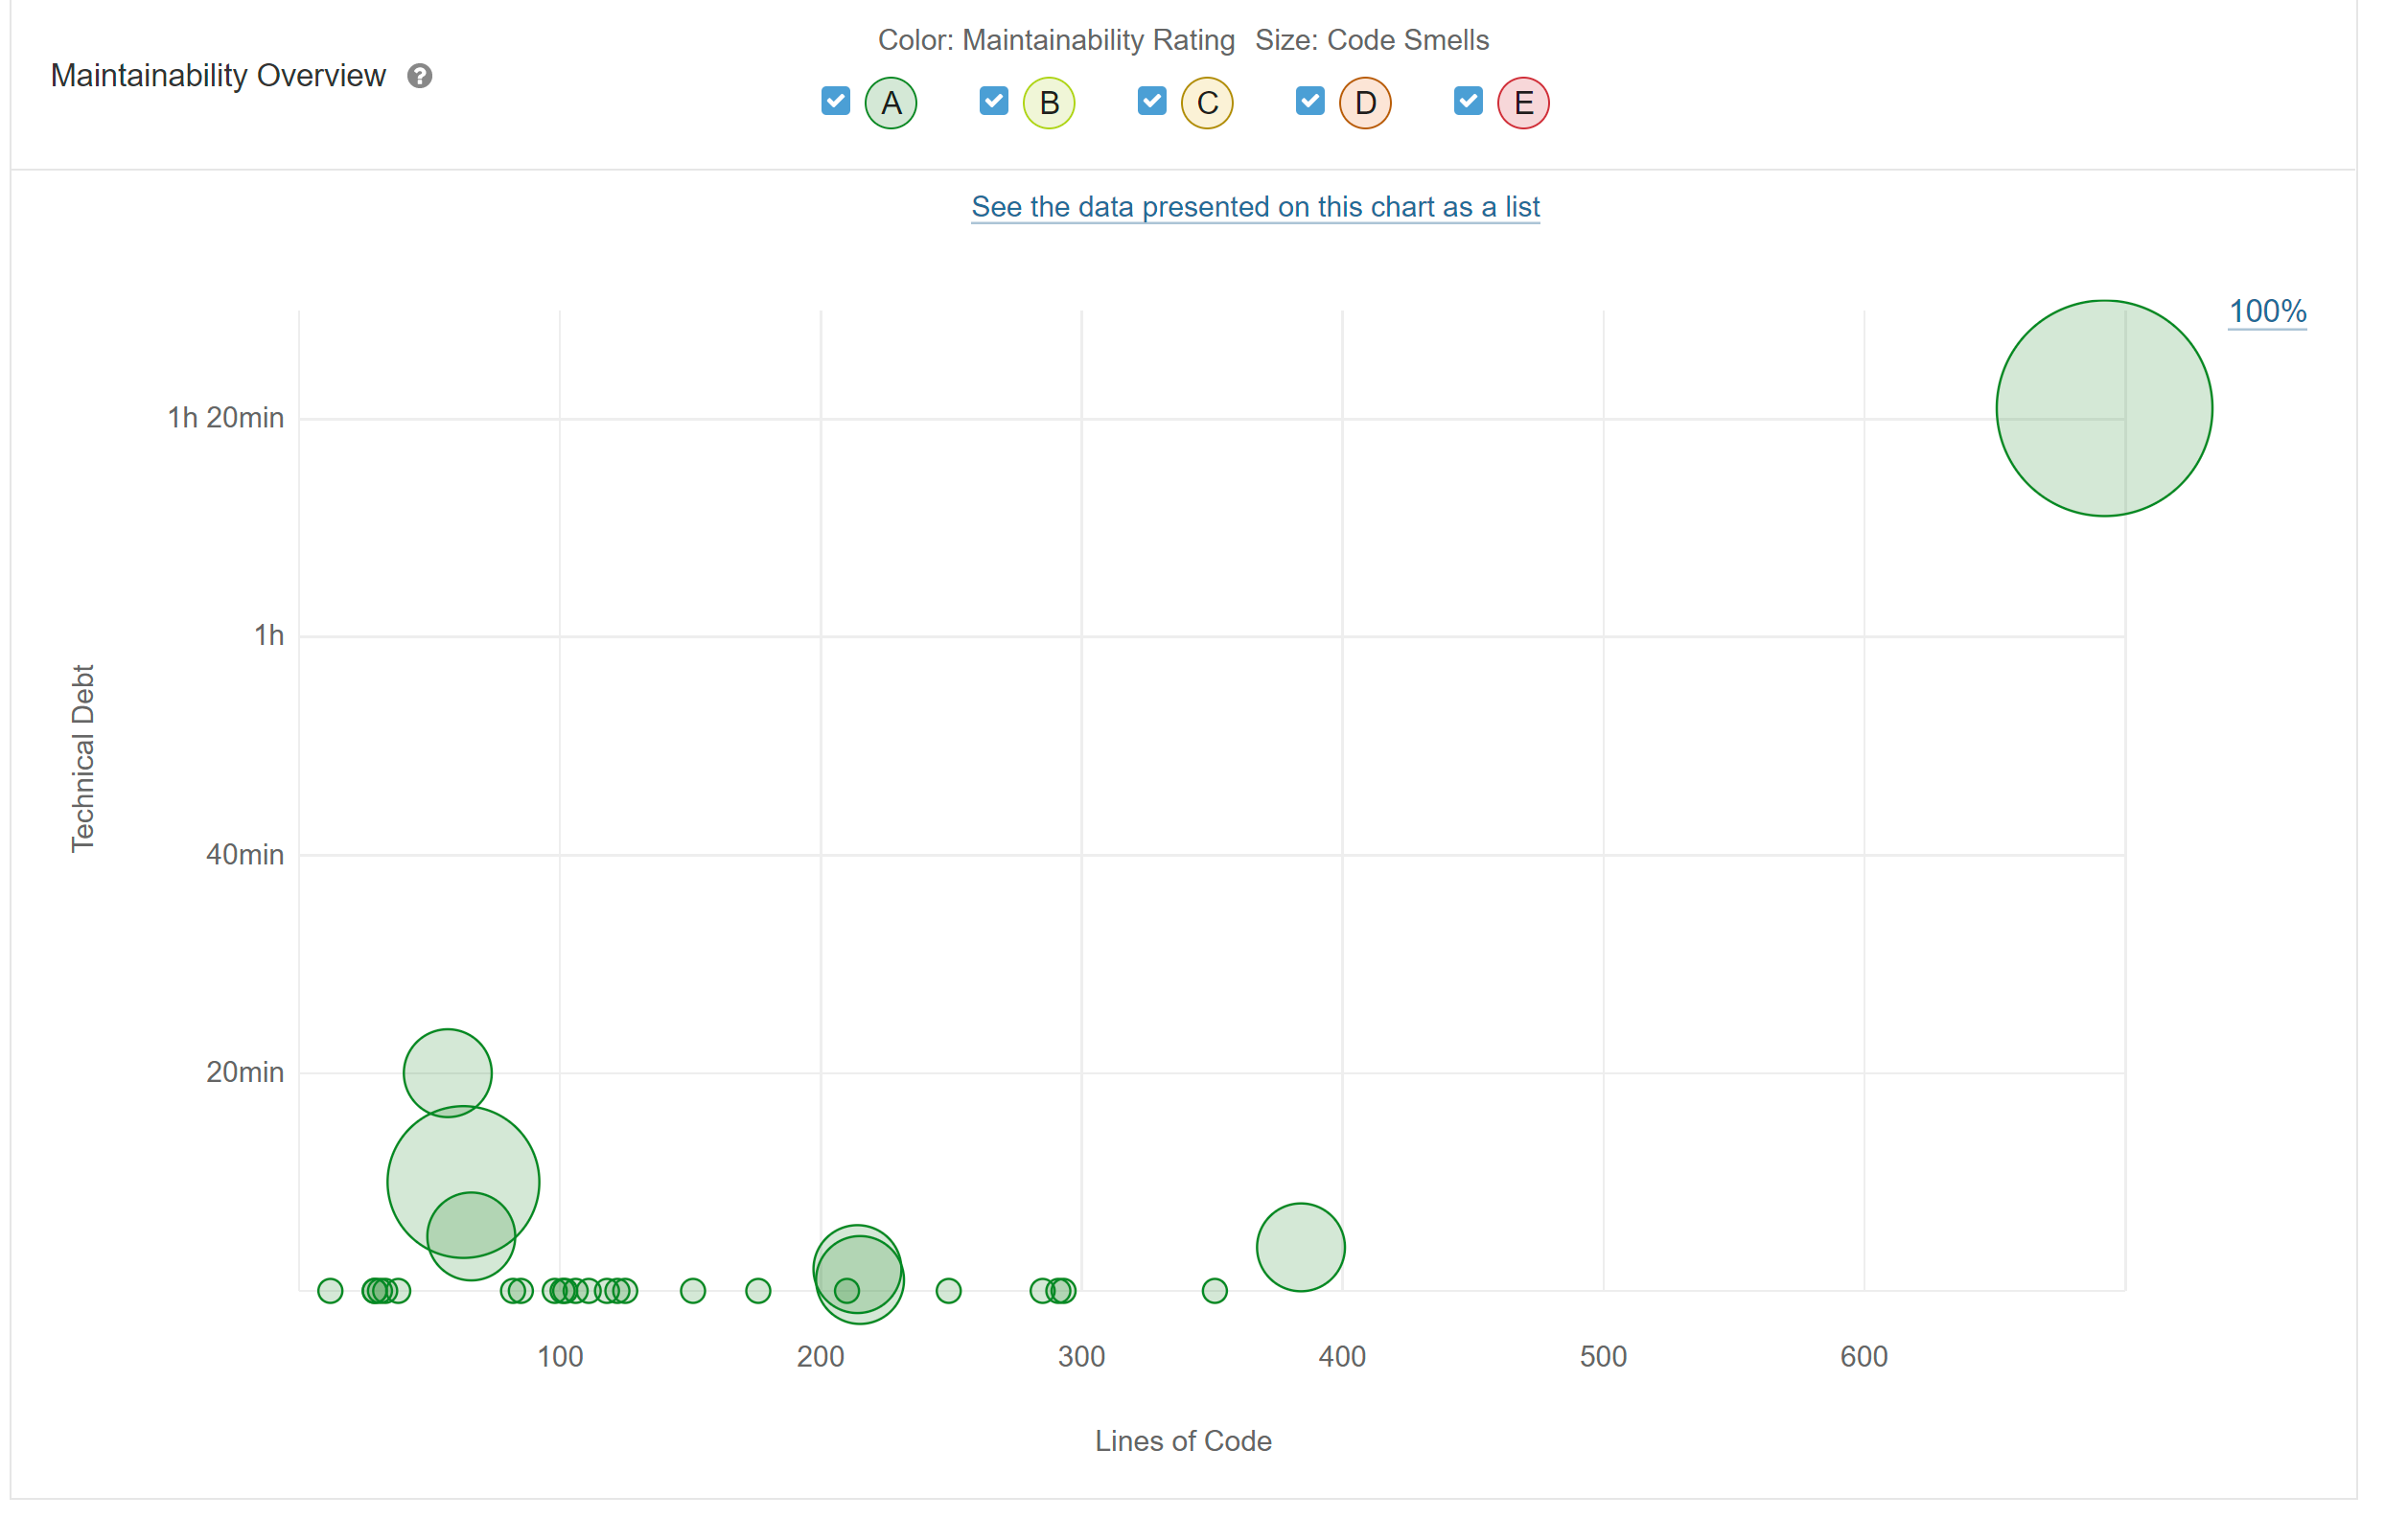 Color: Maintainability Rating Size: Code Smells
Maintainability Overview ?
A B C D E
See the data presented on this chart as a list
100%
1h 20min
1h
40min
20min
Technical Debt
100 200 300 400 500 600
Lines of Code